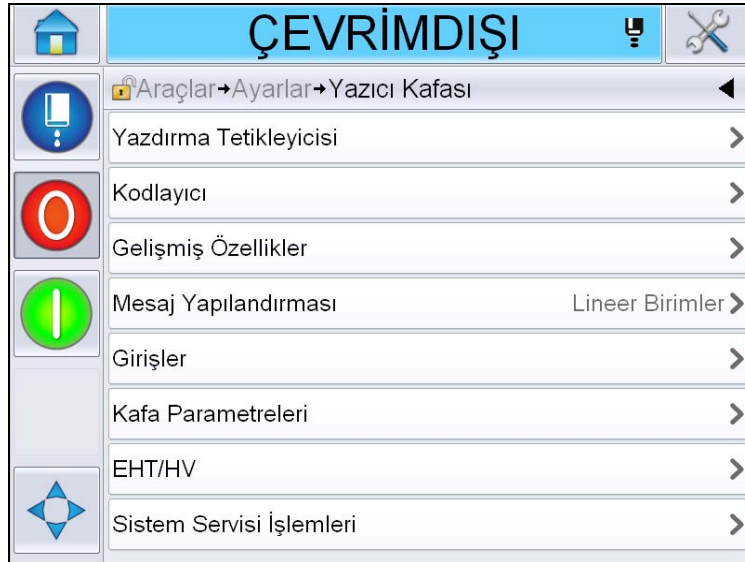 ÇEVRİMDIŞI
Araçlar→Ayarlar→Yazıcı Kafası
Yazdırma Tetikleyicisi
Kodlayıcı
Gelişmiş Özellikler
Mesaj Yapılandırması Lineer Birimler
Girişler
Kafa Parametreleri
EHT/HV
Sistem Servisi İşlemleri